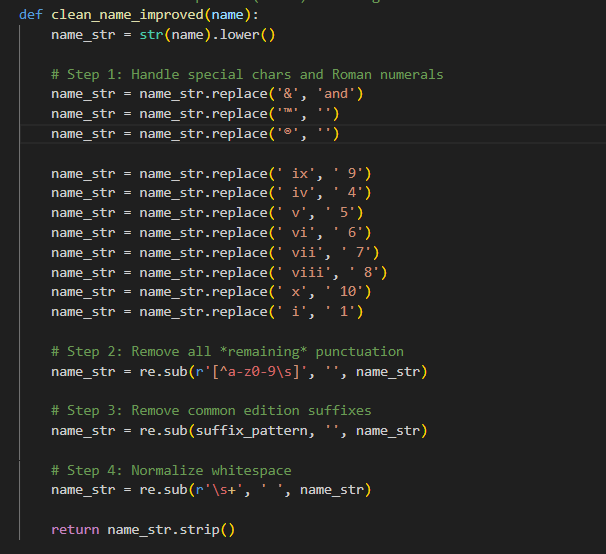 def clean_name_improved(name):
    name_str = str(name).lower()
    # Step 1: Handle special chars and Roman numerals
    name_str = name_str.replace('&', 'and')
    name_str = name_str.replace('™', '')
    name_str = name_str.replace('®', '')
    name_str = name_str.replace(' ix', ' 9')
    name_str = name_str.replace(' iv', ' 4')
    name_str = name_str.replace(' v', ' 5')
    name_str = name_str.replace(' vi', ' 6')
    name_str = name_str.replace(' vii', ' 7')
    name_str = name_str.replace(' viii', ' 8')
    name_str = name_str.replace(' x', ' 10')
    name_str = name_str.replace(' i', ' 1')
    # Step 2: Remove all *remaining* punctuation
    name_str = re.sub(r'[^a-z0-9\s]', '', name_str)
    # Step 3: Remove common edition suffixes
    name_str = re.sub(suffix_pattern, '', name_str)
    # Step 4: Normalize whitespace
    name_str = re.sub(r'\s+', ' ', name_str)
    return name_str.strip()